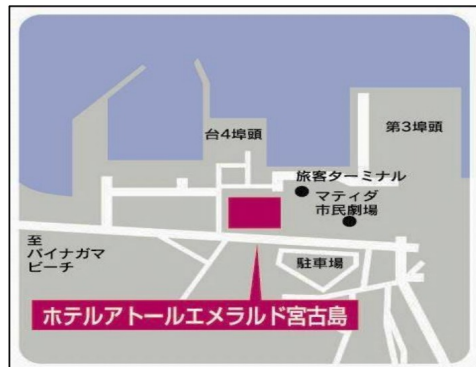 台4埠頭
第3埠頭
旅客ターミナル
マティダ
市民劇場
至
パイナガマ
ビーチ
駐車場
ホテルアトールエメラルド宮古島